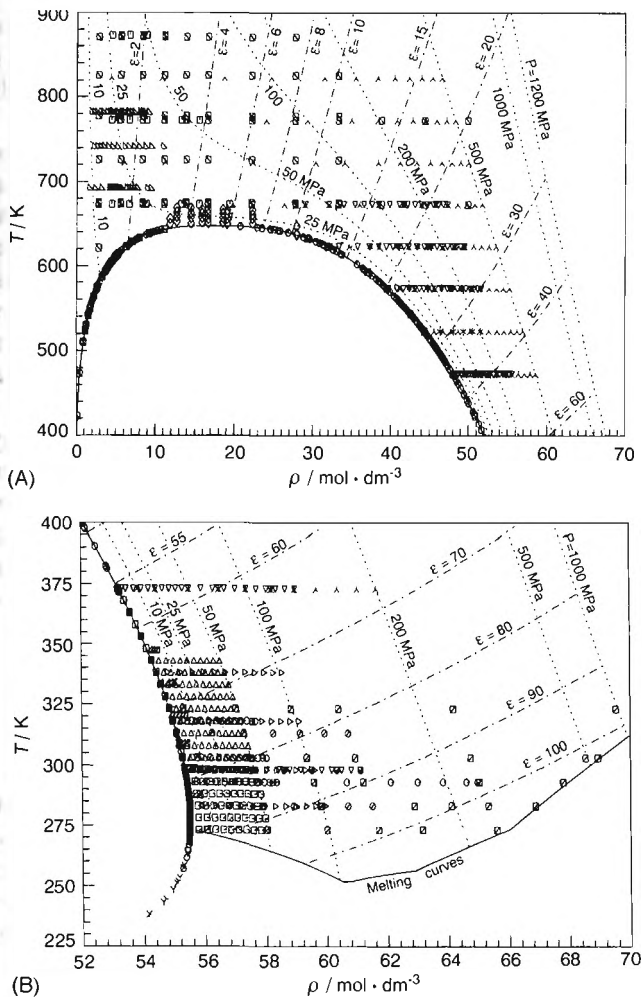 900
800
700
600
500
400
T / K
10
25
ε=2
50
ε=4
ε=6
100
ε=8
ε=10
ε=15
ε=20
P=1200 MPa
1000 MPa
500 MPa
200 MPa
50 MPa
25 MPa
10
ε=30
ε=40
ε=60
0 10 20 30 40 50 60 70
ρ / mol·dm-3
(A)
400
375
350
325
300
275
250
225
T / K
ε=55
ε=60
ε=70
ε=80
ε=90
ε=100
10 MPa
25 MPa
50 MPa
100 MPa
200 MPa
500 MPa
P=1000 MPa
Melting curves
52 54 56 58 60 62 64 66 68 70
ρ / mol·dm-3
(B)